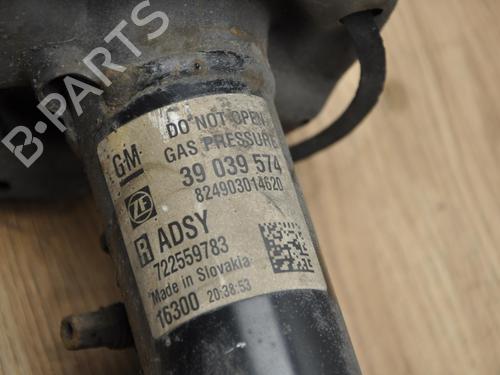 B-PARTS
DO NOT OPEN
GAS PRESSURE
GM
39 039 574
824903014620
ZF
R ADSY
722559783
Made in Slovakia
16300 20:38:53